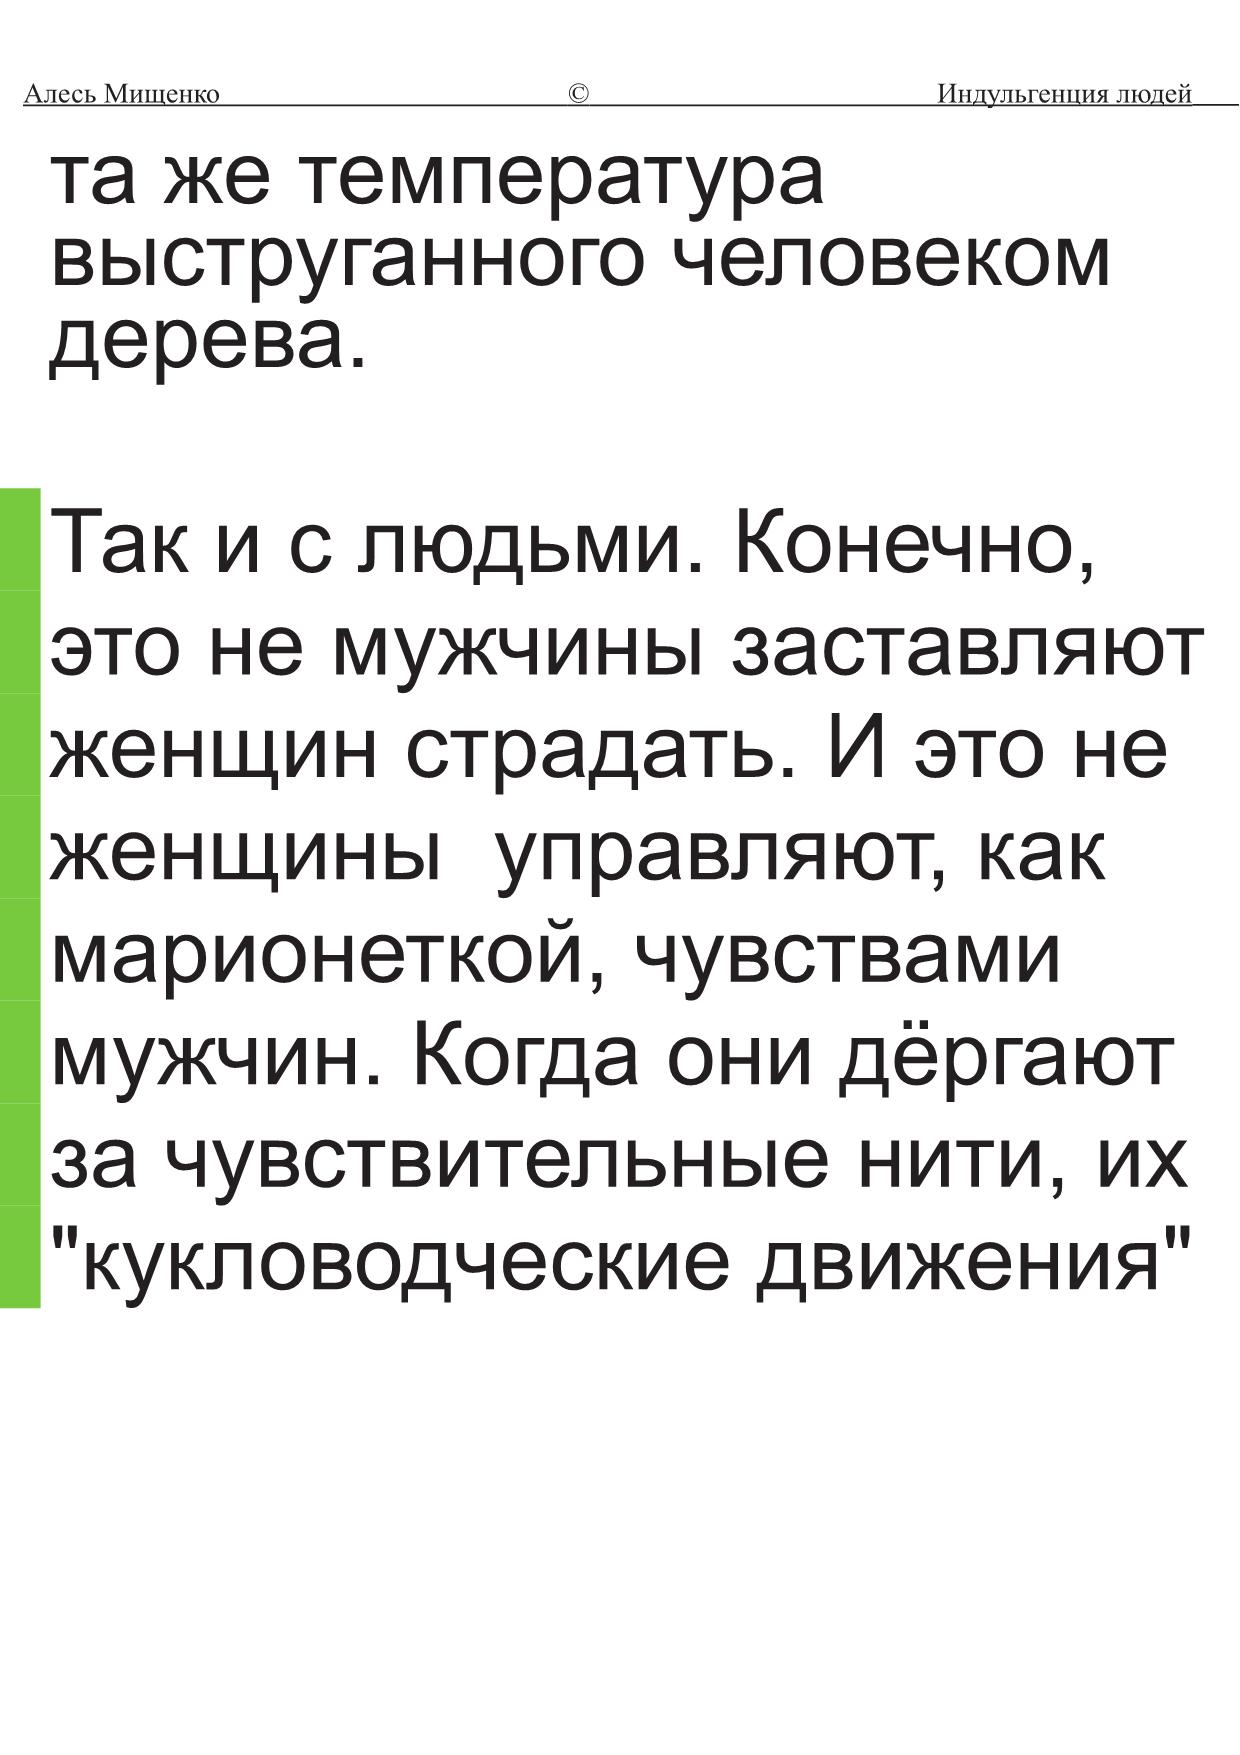 Алесь Мищенко © Индульгенция людей
та же температура
выструганного человеком
дерева.
Так и с людьми. Конечно,
это не мужчины заставляют
женщин страдать. И это не
женщины  управляют, как
марионеткой, чувствами
мужчин. Когда они дёргают
за чувствительные нити, их
"кукловодческие движения"